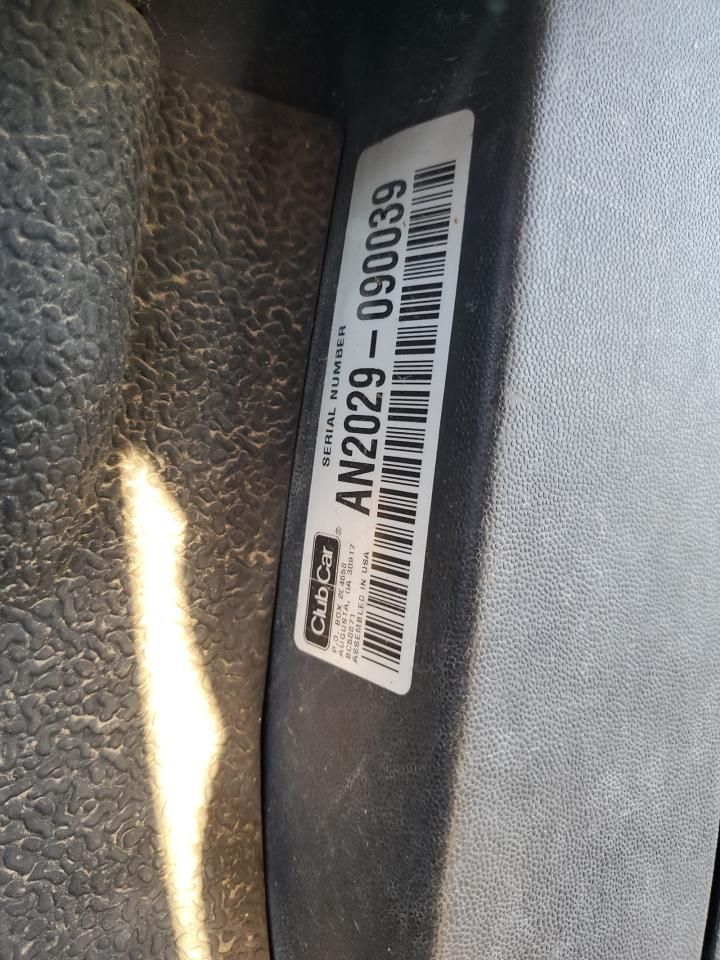 SERIAL NUMBER
AN2029-090039
Club Car ®
P.O. BOX 204658
AUGUSTA, GA 30917
ASSEMBLED IN USA